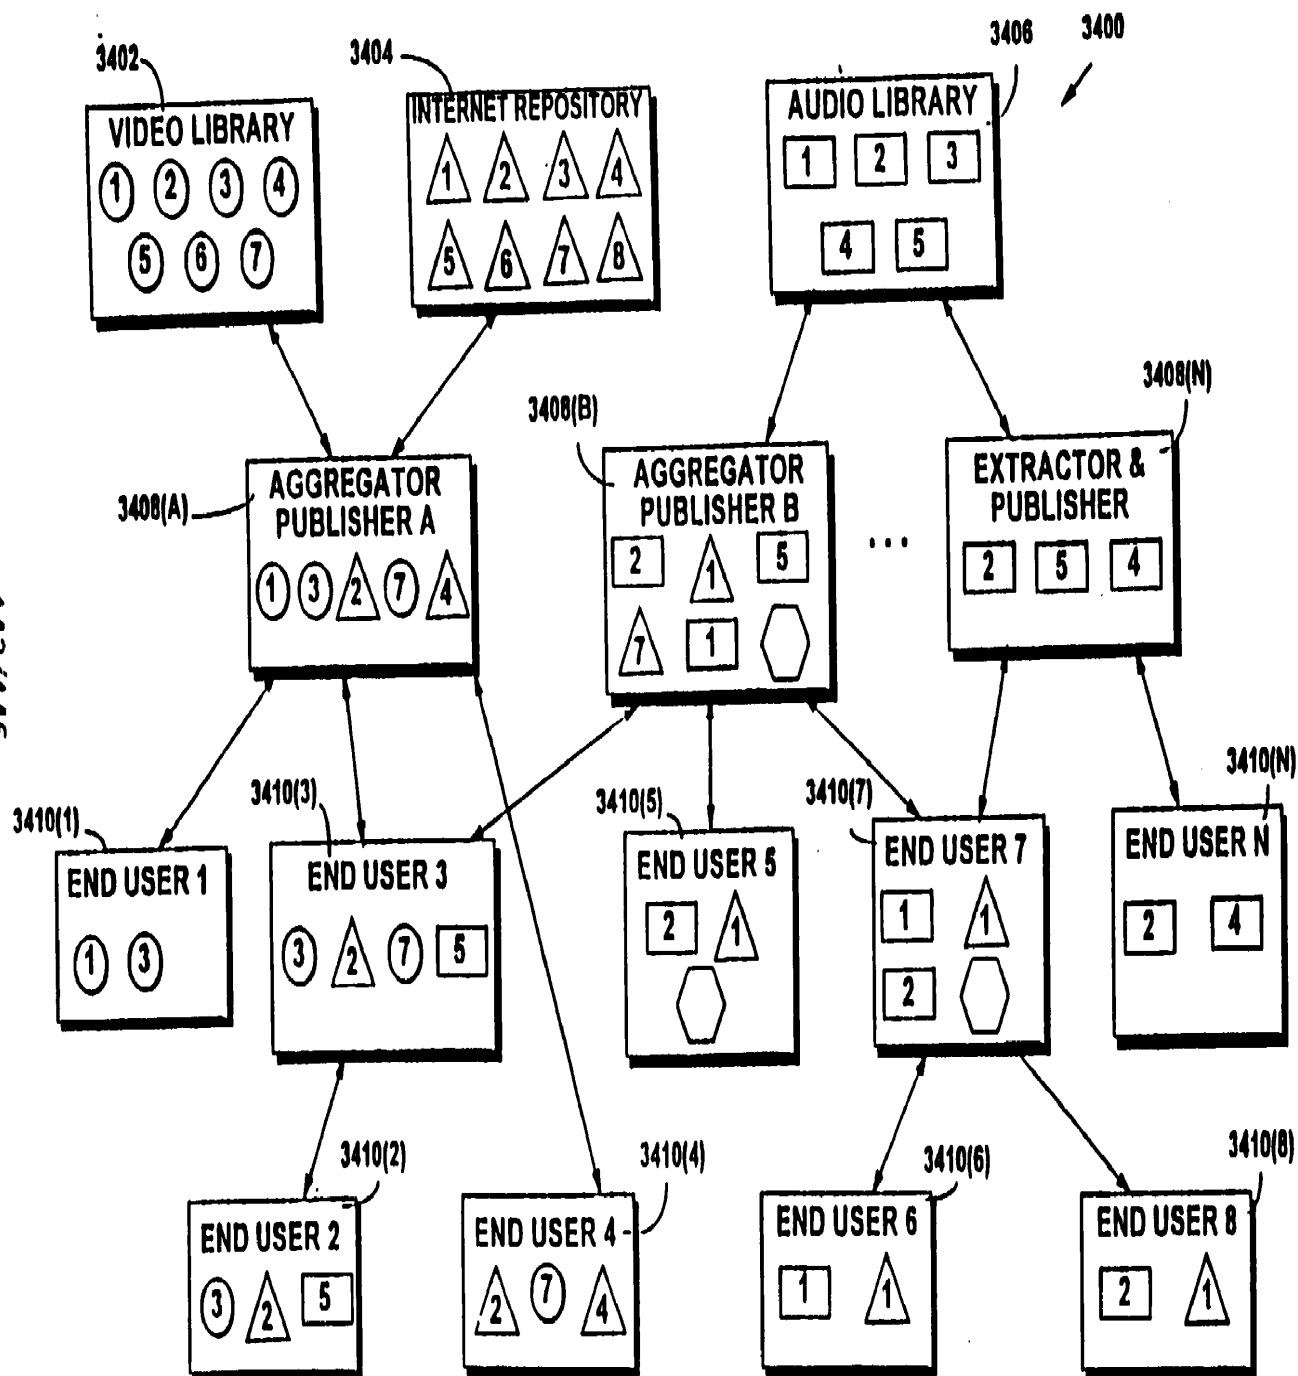 3400
3402
3404
3406
VIDEO LIBRARY
1 2 3 4
5 6 7
INTERNET REPOSITORY
1 2 3 4
5 6 7 8
AUDIO LIBRARY
1 2 3
4 5
3408(A)
AGGREGATOR
PUBLISHER A
1 3 2 7 4
3408(B)
AGGREGATOR
PUBLISHER B
2 1 5
7 1
...
3408(N)
EXTRACTOR &
PUBLISHER
2 5 4
3410(1)
END USER 1
1 3
3410(3)
END USER 3
3 2 7 5
3410(5)
END USER 5
2 1
3410(7)
END USER 7
1 1
2
3410(N)
END USER N
2 4
3410(2)
END USER 2
3 2 5
3410(4)
END USER 4
2 7 4
3410(6)
END USER 6
1 1
3410(8)
END USER 8
2 1